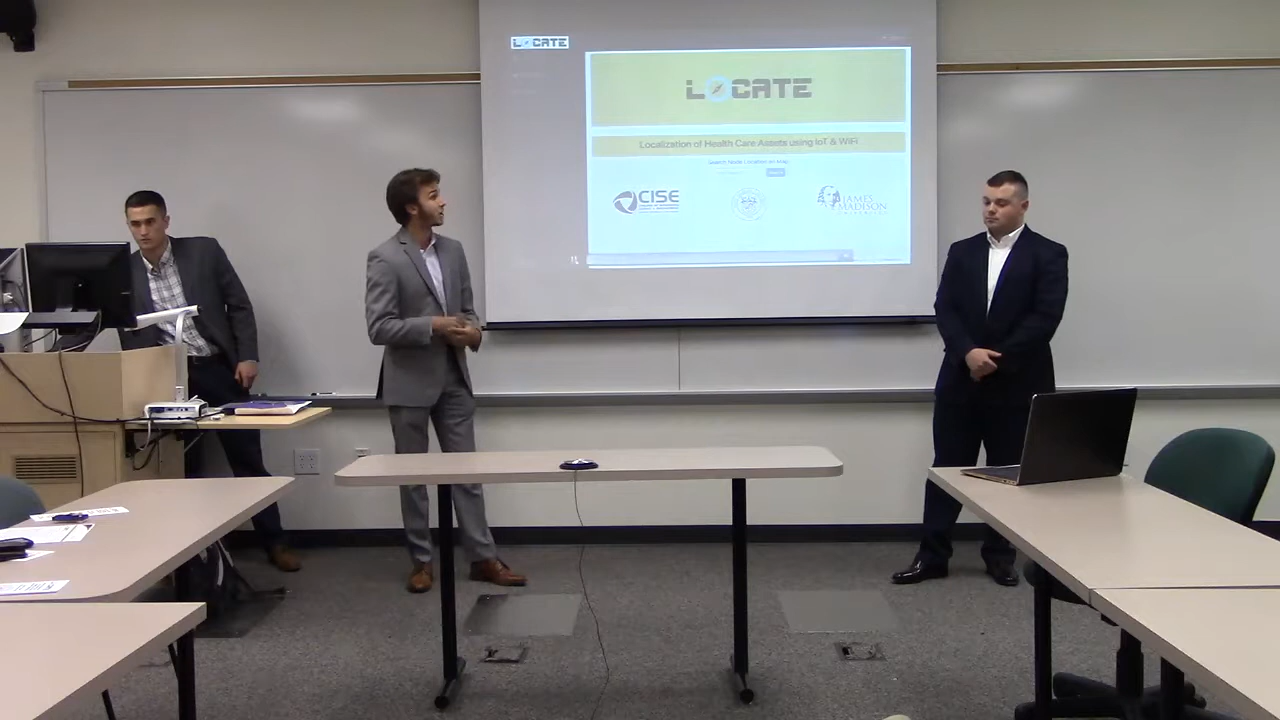 LOCATE
LOCATE
Localization of Health Care Assets using IoT & WiFi
Search Node Location on Map
CISE
JAMES
MADISON